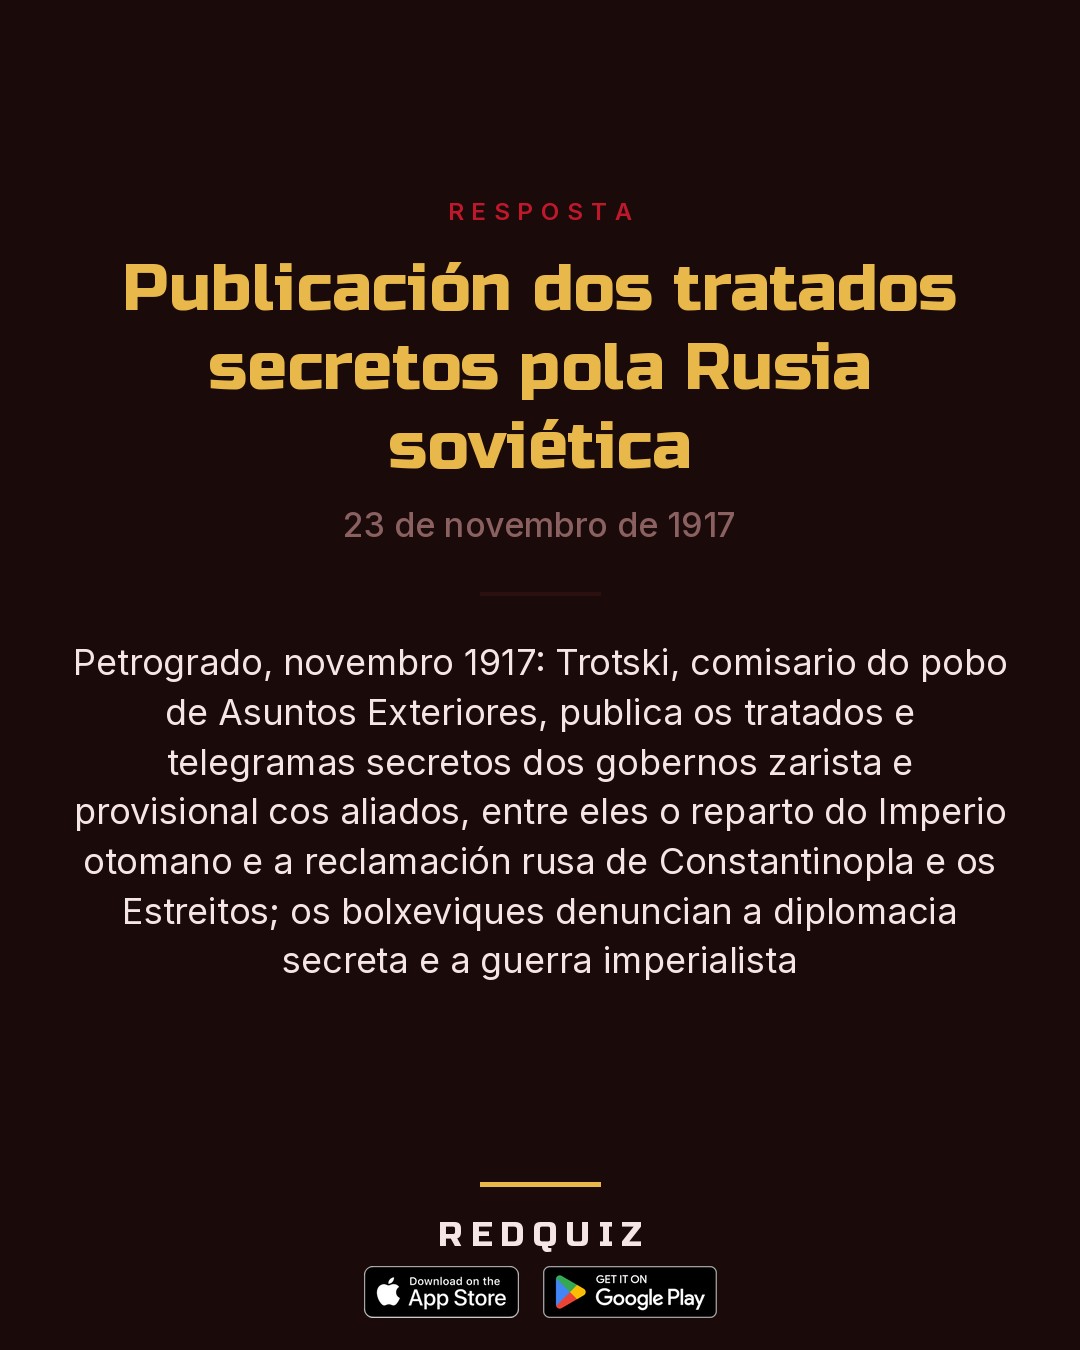 RESPOSTA
Publicación dos tratados
secretos pola Rusia
soviética
23 de novembro de 1917
Petrogrado, novembro 1917: Trotski, comisario do pobo
de Asuntos Exteriores, publica os tratados e
telegramas secretos dos gobernos zarista e
provisional cos aliados, entre eles o reparto do Imperio
otomano e a reclamación rusa de Constantinopla e os
Estreitos; os bolxeviques denuncian a diplomacia
secreta e a guerra imperialista
REDQUIZ
Download on the
App Store
GET IT ON
Google Play